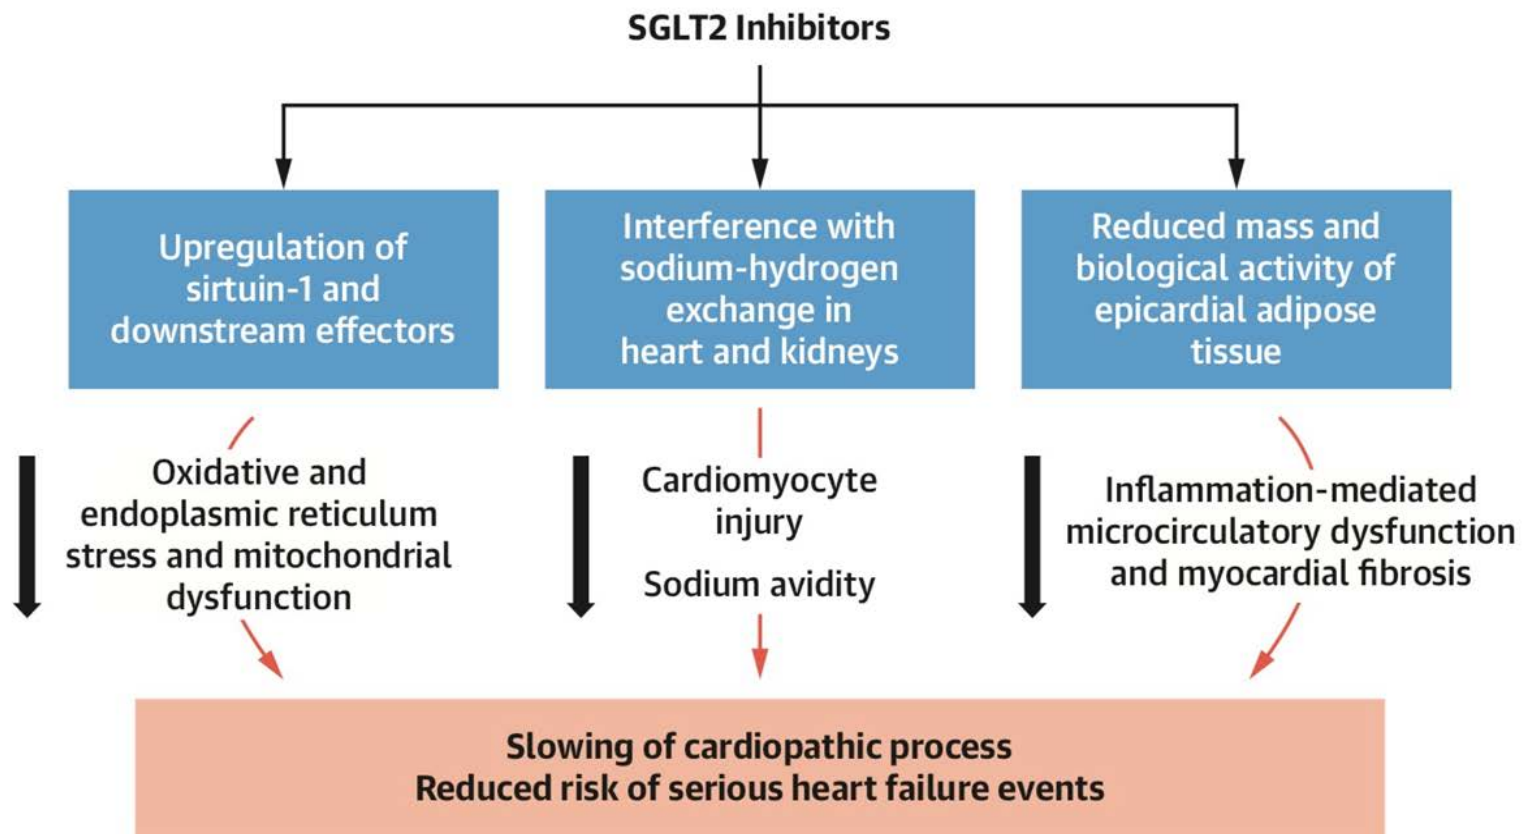 SGLT2 Inhibitors
Upregulation of
sirtuin-1 and
downstream effectors
Interference with
sodium-hydrogen
exchange in
heart and kidneys
Reduced mass and
biological activity of
epicardial adipose
tissue
Oxidative and
endoplasmic reticulum
stress and mitochondrial
dysfunction
Cardiomyocyte
injury
Sodium avidity
Inflammation-mediated
microcirculatory dysfunction
and myocardial fibrosis
Slowing of cardiopathic process
Reduced risk of serious heart failure events